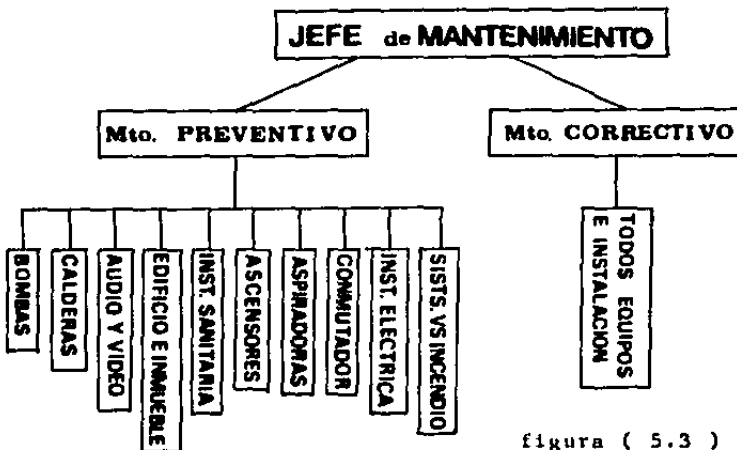 JEFE de MANTENIMIENTO
Mto. PREVENTIVO
Mto. CORRECTIVO
BOMBAS
CALDERAS
AUDIO Y VIDEO
EDIFICIO E INMUEBLE
INST. SANITARIA
ASCENSORES
ASPIRADORAS
CONMUTADOR
INST. ELECTRICA
SISTS. VS INCENDIO
TODOS EQUIPOS
E INSTALACION
figura ( 5.3 )